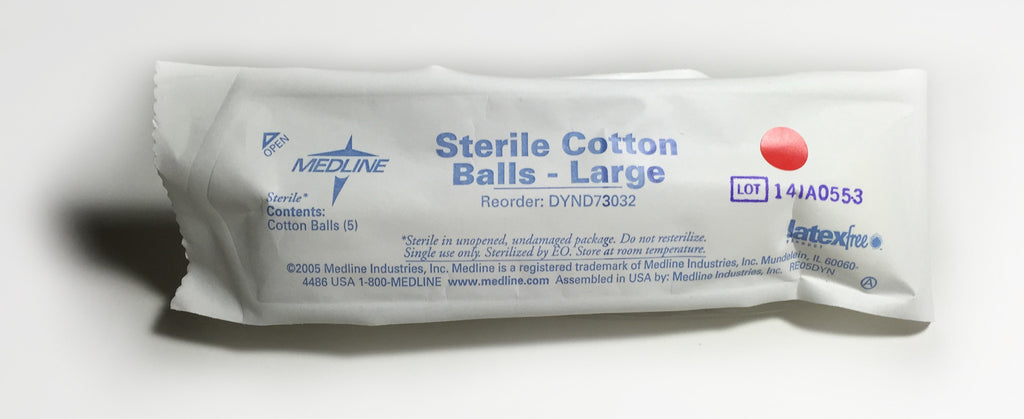 OPEN
MEDLINE
Sterile Cotton
Balls - Large
Reorder: DYND73032
LOT 14IA0553
Sterile*
Contents:
Cotton Balls (5)
latexfree
PRODUCT
*Sterile in unopened, undamaged package. Do not resterilize.
Single use only. Sterilized by EO. Store at room temperature.
©2005 Medline Industries, Inc. Medline is a registered trademark of Medline Industries, Inc. Mundelein, IL 60060-
4486 USA 1-800-MEDLINE www.medline.com Assembled in USA by: Medline Industries, Inc. RE05DYN
A